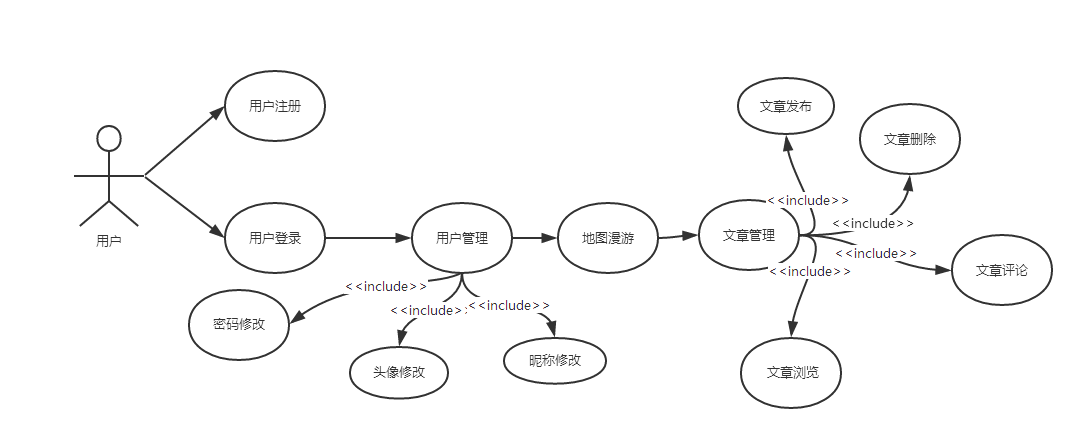 用户注册
文章发布
文章删除
<<include>>
<<include>>
用户
用户登录
用户管理
地图漫游
文章管理
<<include>>
<<include>>
文章评论
<<include>>
<<include>>
<<include>>
密码修改
头像修改
昵称修改
文章浏览